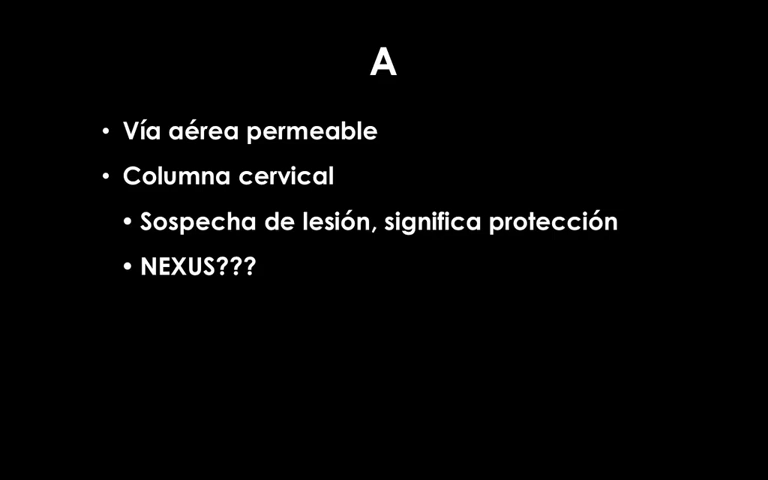 A
• Vía aérea permeable
• Columna cervical
• Sospecha de lesión, significa protección
• NEXUS???